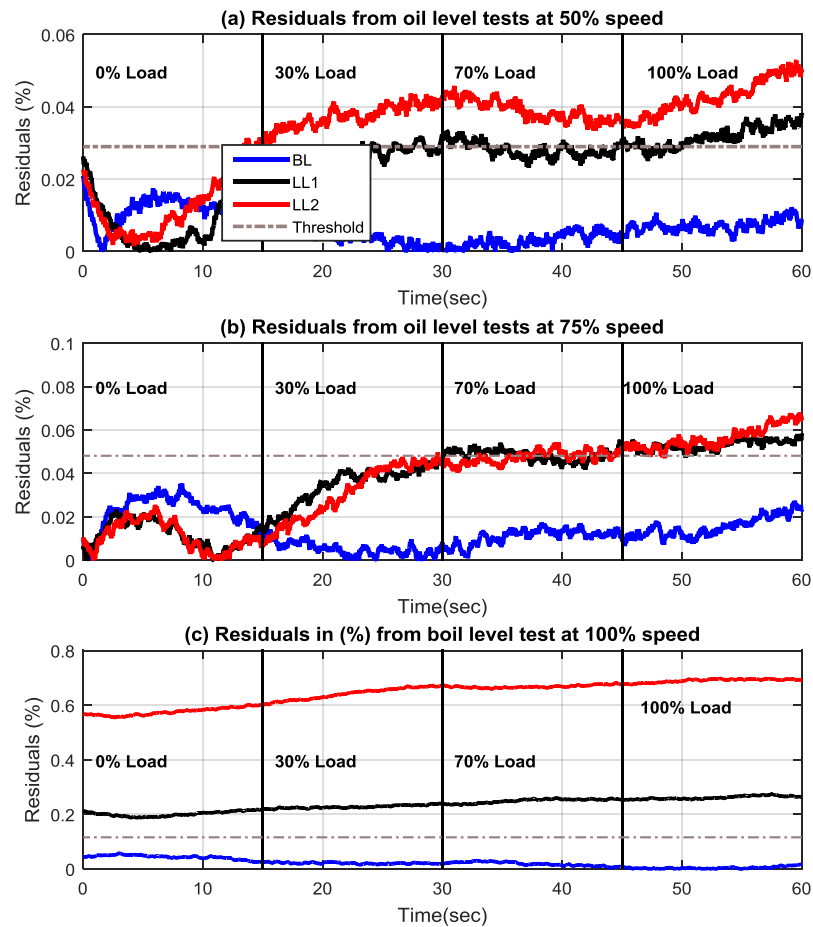 (a) Residuals from oil level tests at 50% speed
Residuals (%)
0.06
0.04
0.02
0
0% Load
30% Load
70% Load
100% Load
BL
LL1
LL2
Threshold
0 10 20 30 40 50 60
Time(sec)
(b) Residuals from oil level tests at 75% speed
Residuals (%)
0.1
0.08
0.06
0.04
0.02
0
0% Load
30% Load
70% Load
100% Load
0 10 20 30 40 50 60
Time(sec)
(c) Residuals in (%) from boil level test at 100% speed
Residuals (%)
0.8
0.6
0.4
0.2
0
100% Load
0% Load
30% Load
70% Load
0 10 20 30 40 50 60
Time(sec)